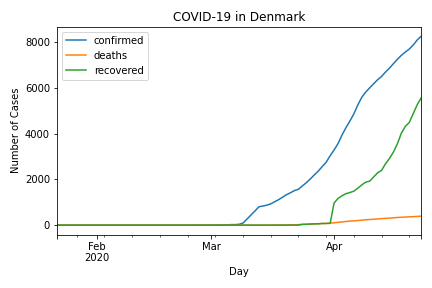 COVID-19 in Denmark
confirmed
deaths
recovered
8000
6000
4000
2000
0
Number of Cases
Feb
2020
Mar
Apr
Day